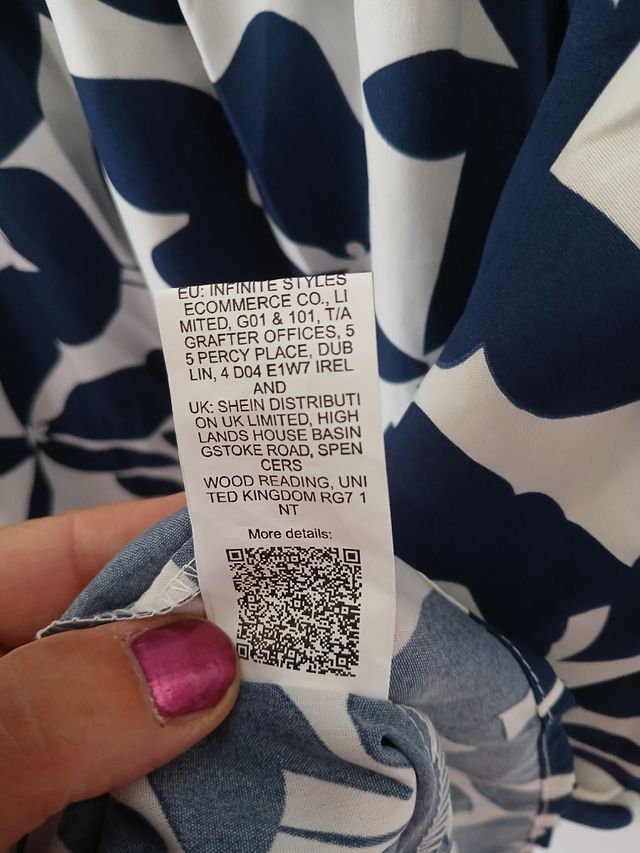 EU: INFINITE STYLES
ECOMMERCE CO., LI
MITED, G01 & 101, T/A
GRAFTER OFFICES, 5
5 PERCY PLACE, DUB
LIN, 4 D04 E1W7 IREL
AND
UK: SHEIN DISTRIBUTI
ON UK LIMITED, HIGH
LANDS HOUSE BASIN
GSTOKE ROAD, SPEN
CERS
WOOD READING, UNI
TED KINGDOM RG7 1
NT
More details: